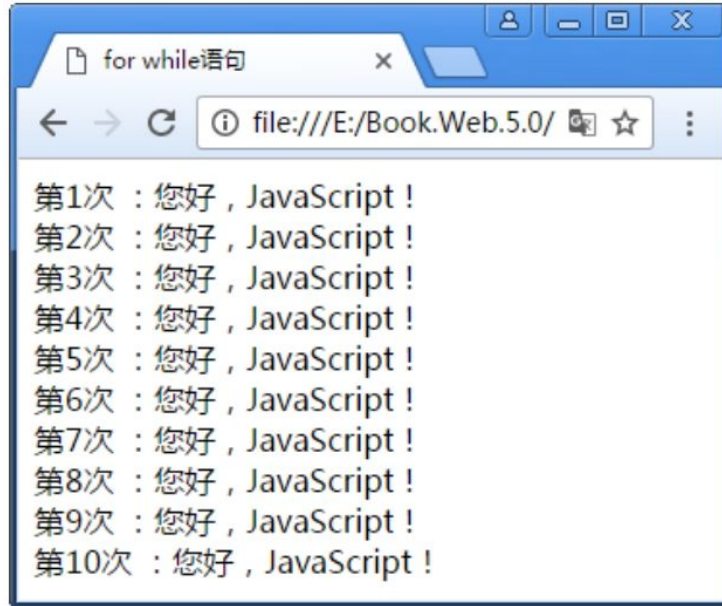 for while语句
file:///E:/Book.Web.5.0/
第1次 ：您好，JavaScript！
第2次 ：您好，JavaScript！
第3次 ：您好，JavaScript！
第4次 ：您好，JavaScript！
第5次 ：您好，JavaScript！
第6次 ：您好，JavaScript！
第7次 ：您好，JavaScript！
第8次 ：您好，JavaScript！
第9次 ：您好，JavaScript！
第10次 ：您好，JavaScript！